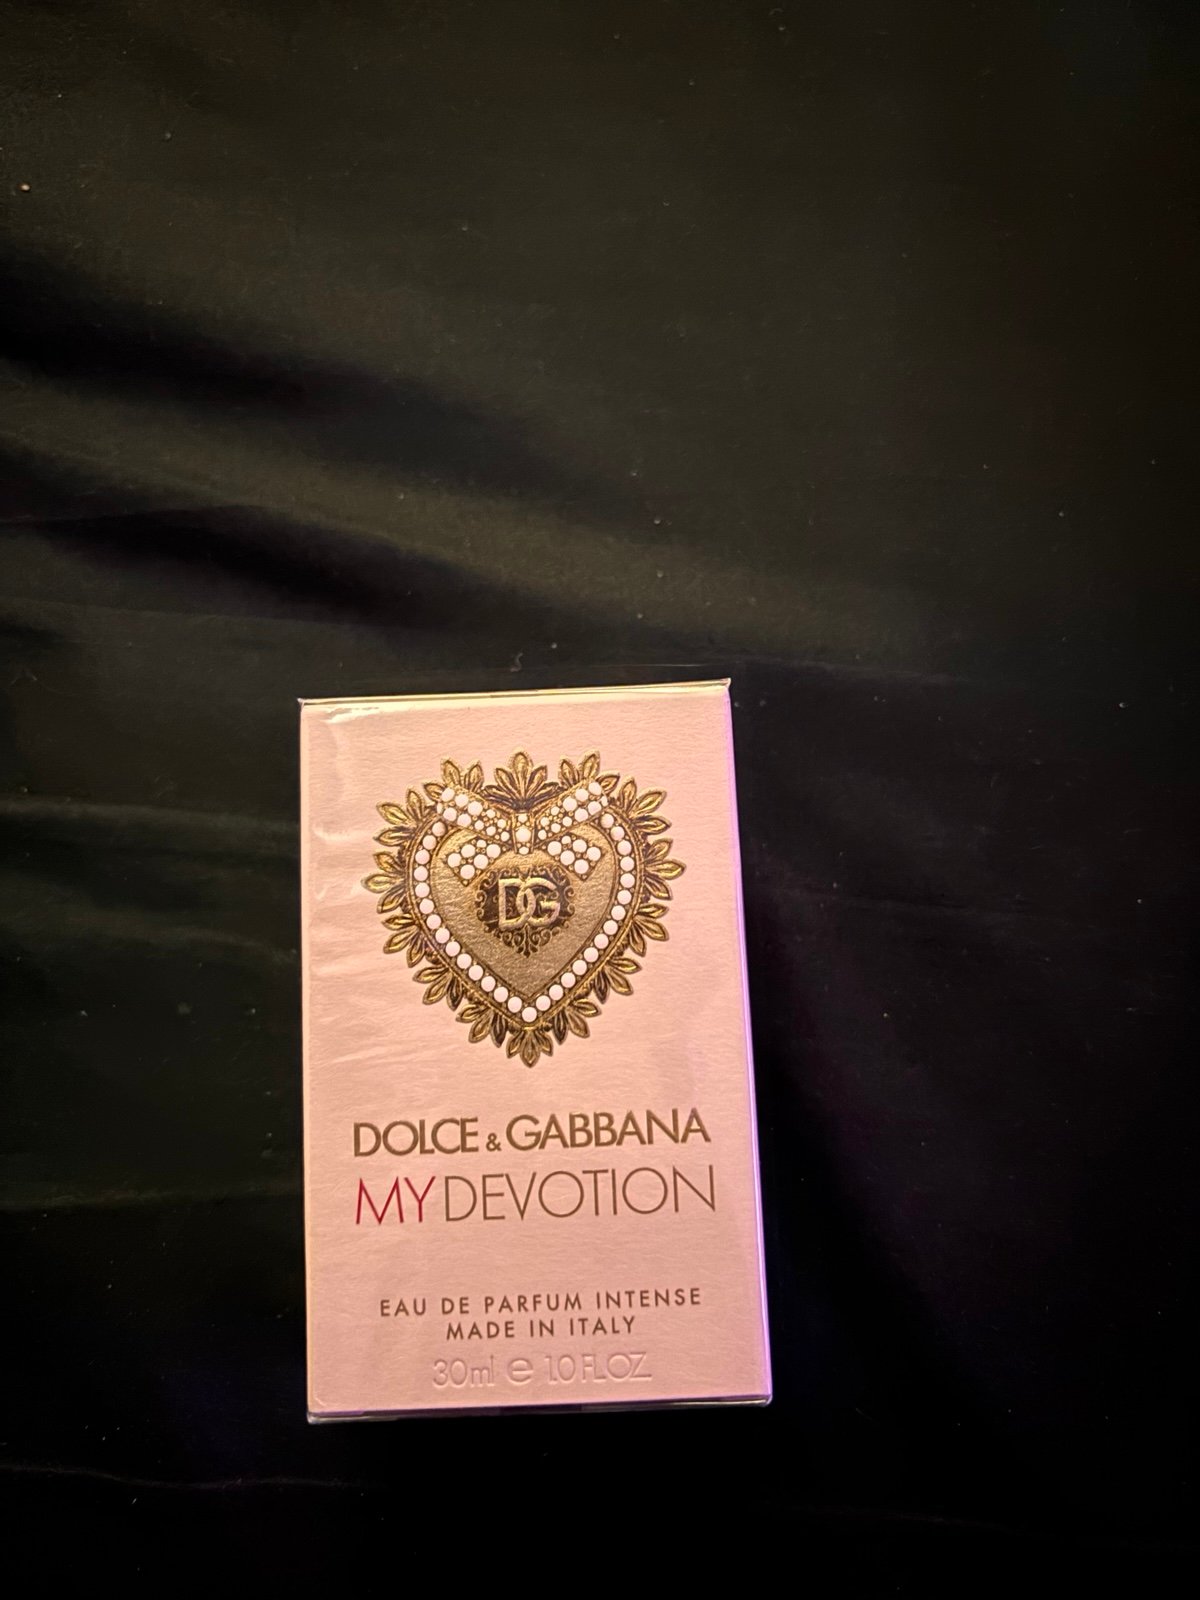 DG
DOLCE & GABBANA
MY DEVOTION
EAU DE PARFUM INTENSE
MADE IN ITALY
30ml e 1.0 FL.OZ